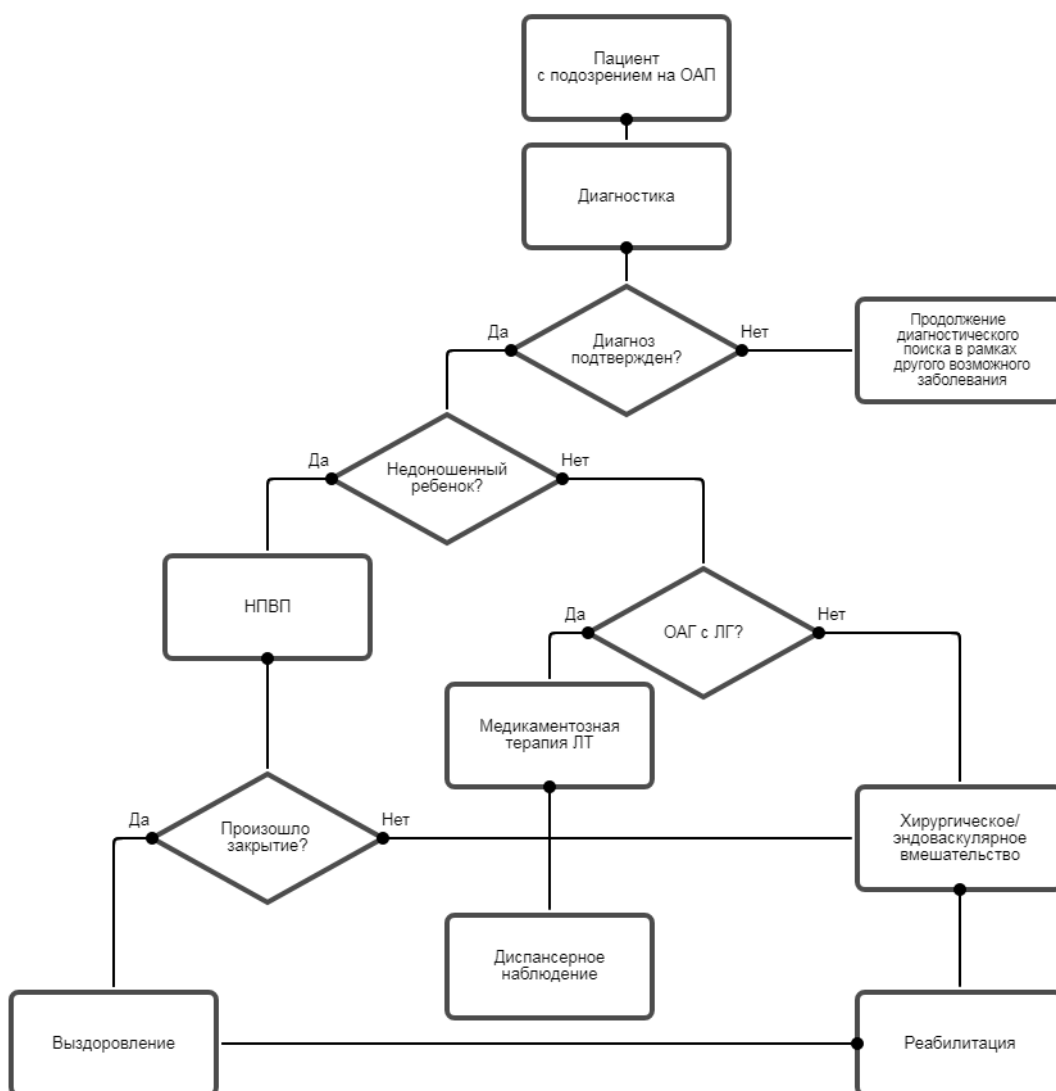 Пациент
с подозрением на ОАП
Диагностика
Да
Диагноз
подтвержден?
Нет
Продолжение
диагностического
поиска в рамках
другого возможного
заболевания
Да
Недоношенный
ребенок?
Нет
НПВП
Да
ОАГ с ЛГ?
Нет
Медикаментозная
терапия ЛТ
Да
Произошло
закрытие?
Нет
Хирургическое/
эндоваскулярное
вмешательство
Диспансерное
наблюдение
Выздоровление
Реабилитация